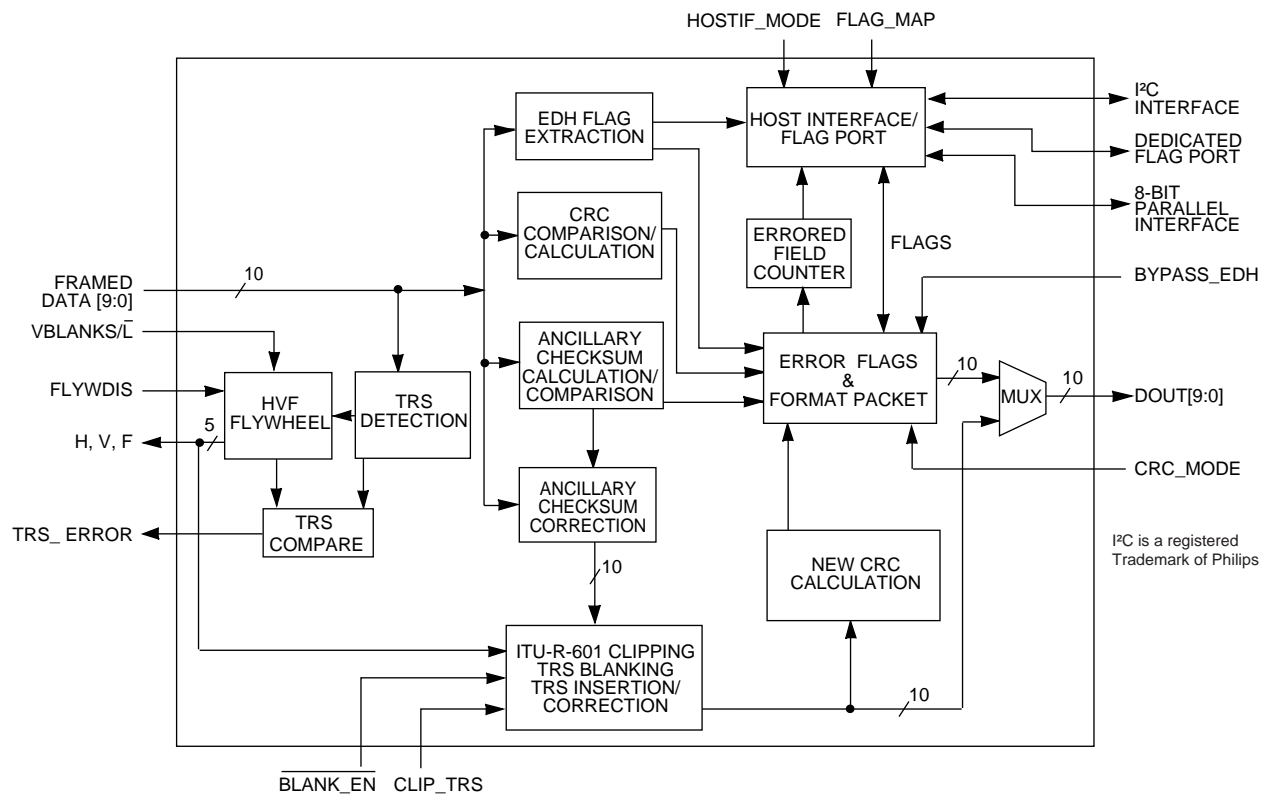 HOSTIF_MODE
FLAG_MAP
EDH FLAG
EXTRACTION
HOST INTERFACE/
FLAG PORT
I²C
INTERFACE
DEDICATED
FLAG PORT
8-BIT
PARALLEL
INTERFACE
CRC
COMPARISON/
CALCULATION
ERRORED
FIELD
COUNTER
FLAGS
FRAMED
DATA [9:0]
10
BYPASS_EDH
VBLANKS/L̅
FLYWDIS
HVF
FLYWHEEL
TRS
DETECTION
ANCILLARY
CHECKSUM
CALCULATION/
COMPARISON
ERROR FLAGS
&
FORMAT PACKET
10
MUX
10
DOUT[9:0]
5
H, V, F
CRC_MODE
TRS_ ERROR
TRS
COMPARE
ANCILLARY
CHECKSUM
CORRECTION
10
NEW CRC
CALCULATION
I²C is a registered
Trademark of Philips
ITU-R-601 CLIPPING
TRS BLANKING
TRS INSERTION/
CORRECTION
10
B̅L̅A̅N̅K̅_̅E̅N̅
CLIP_TRS